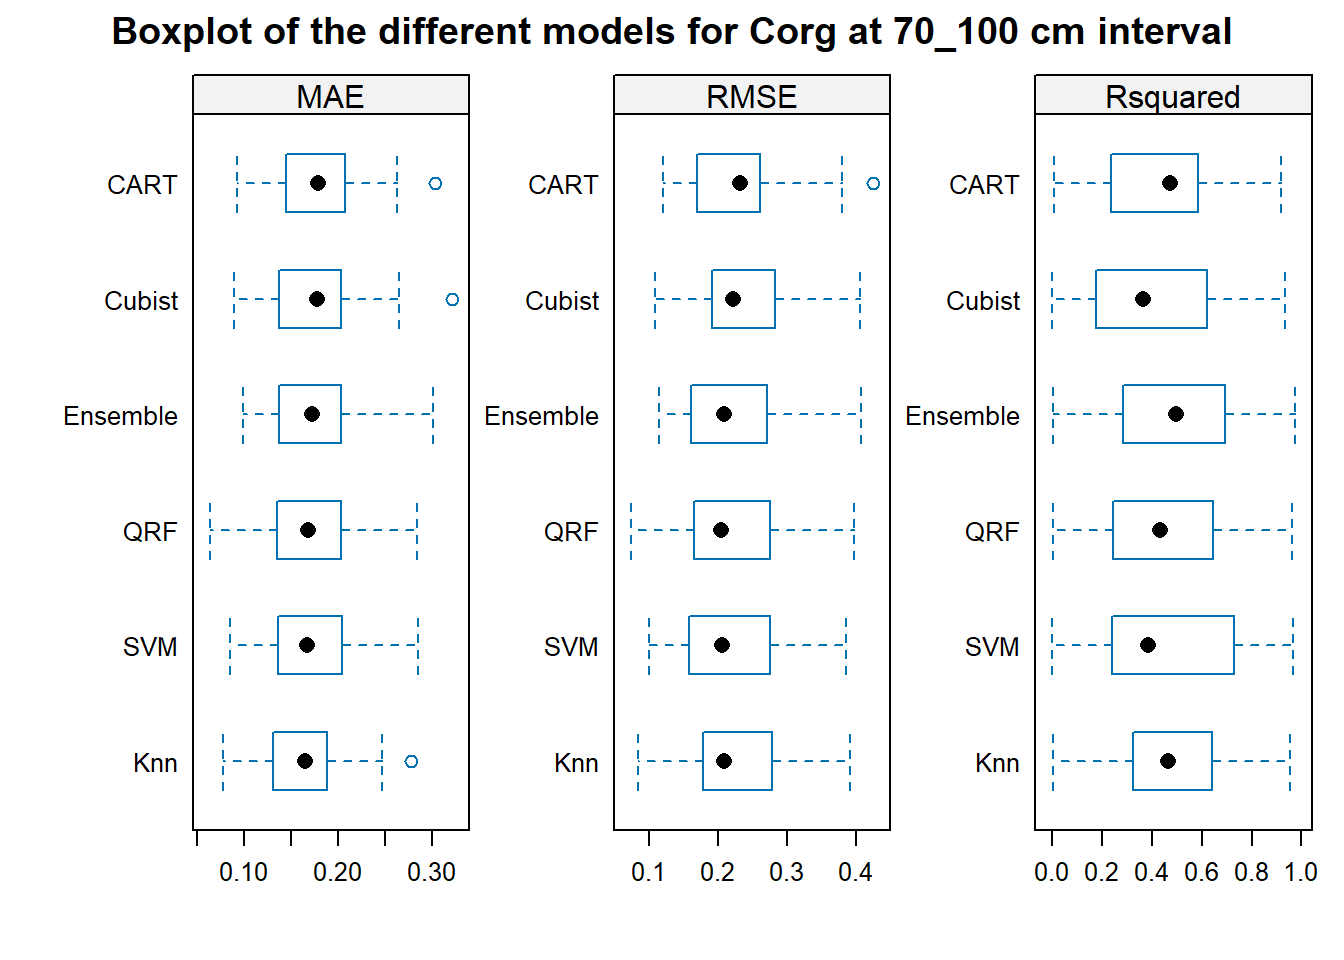 Boxplot of the different models for Corg at 70_100 cm interval
MAE
RMSE
Rsquared
CART
CART
CART
Cubist
Cubist
Cubist
Ensemble
Ensemble
Ensemble
QRF
QRF
QRF
SVM
SVM
SVM
Knn
Knn
Knn
0.10 0.20 0.30
0.1 0.2 0.3 0.4
0.0 0.2 0.4 0.6 0.8 1.0